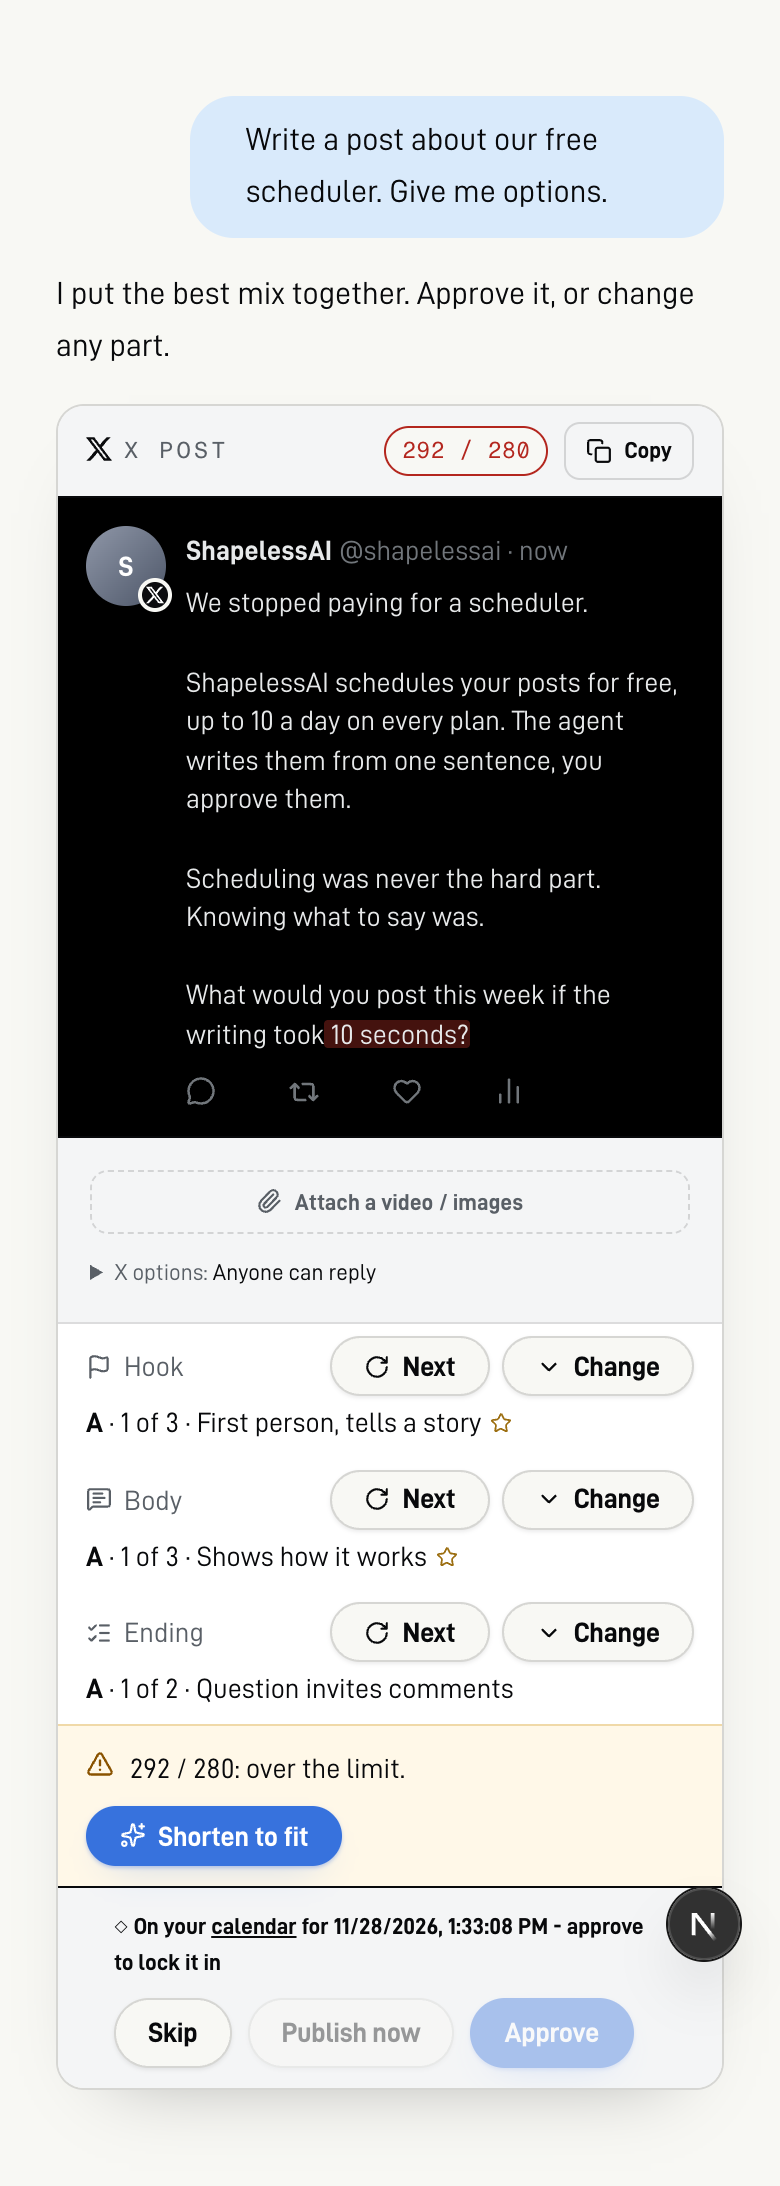 Write a post about our free
scheduler. Give me options.
I put the best mix together. Approve it, or change
any part.
X POST
292 / 280
Copy
S
ShapelessAI @shapelessai · now
We stopped paying for a scheduler.
ShapelessAI schedules your posts for free,
up to 10 a day on every plan. The agent
writes them from one sentence, you
approve them.
Scheduling was never the hard part.
Knowing what to say was.
What would you post this week if the
writing took 10 seconds?
Attach a video / images
X options: Anyone can reply
Hook
Next
Change
A · 1 of 3 · First person, tells a story
Body
Next
Change
A · 1 of 3 · Shows how it works
Ending
Next
Change
A · 1 of 2 · Question invites comments
292 / 280: over the limit.
Shorten to fit
◇ On your calendar for 11/28/2026, 1:33:08 PM - approve
to lock it in
N
Skip
Publish now
Approve